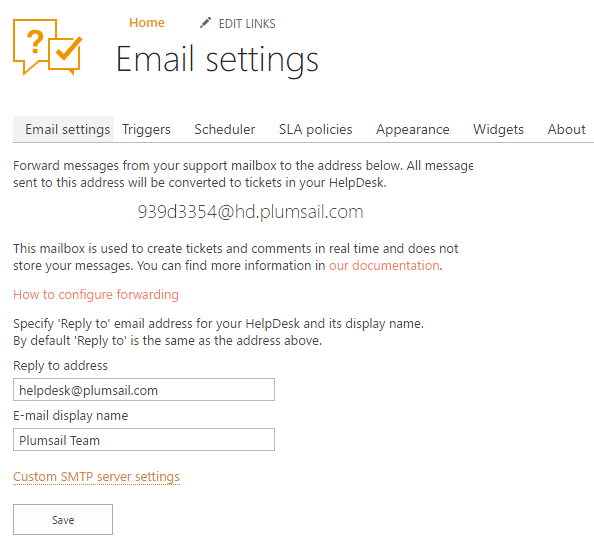 Home EDIT LINKS
Email settings
Email settings Triggers Scheduler SLA policies Appearance Widgets About
Forward messages from your support mailbox to the address below. All message
sent to this address will be converted to tickets in your HelpDesk.
939d3354@hd.plumsail.com
This mailbox is used to create tickets and comments in real time and does not
store your messages. You can find more information in our documentation.
How to configure forwarding
Specify 'Reply to' email address for your HelpDesk and its display name.
By default 'Reply to' is the same as the address above.
Reply to address
helpdesk@plumsail.com
E-mail display name
Plumsail Team
Custom SMTP server settings
Save